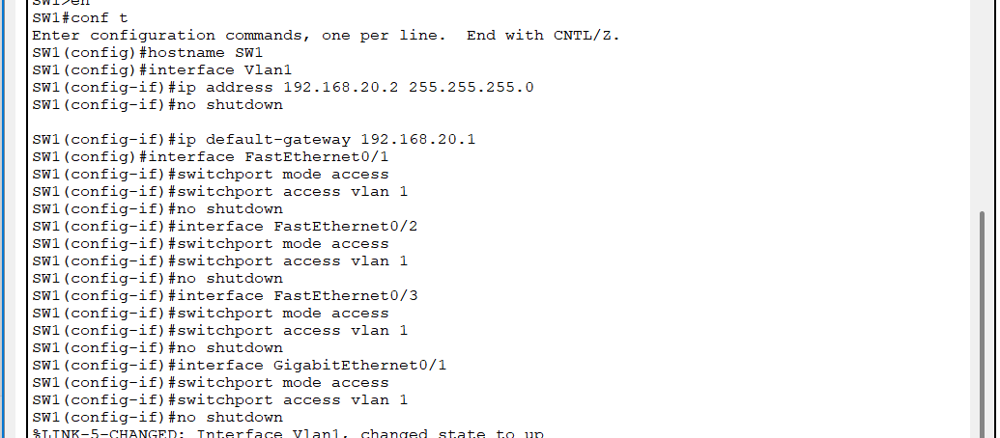 SW1>en
SW1#conf t
Enter configuration commands, one per line.  End with CNTL/Z.
SW1(config)#hostname SW1
SW1(config)#interface Vlan1
SW1(config-if)#ip address 192.168.20.2 255.255.255.0
SW1(config-if)#no shutdown
SW1(config-if)#ip default-gateway 192.168.20.1
SW1(config)#interface FastEthernet0/1
SW1(config-if)#switchport mode access
SW1(config-if)#switchport access vlan 1
SW1(config-if)#no shutdown
SW1(config-if)#interface FastEthernet0/2
SW1(config-if)#switchport mode access
SW1(config-if)#switchport access vlan 1
SW1(config-if)#no shutdown
SW1(config-if)#interface FastEthernet0/3
SW1(config-if)#switchport mode access
SW1(config-if)#switchport access vlan 1
SW1(config-if)#no shutdown
SW1(config-if)#interface GigabitEthernet0/1
SW1(config-if)#switchport mode access
SW1(config-if)#switchport access vlan 1
SW1(config-if)#no shutdown
%LINK-5-CHANGED: Interface Vlan1, changed state to up